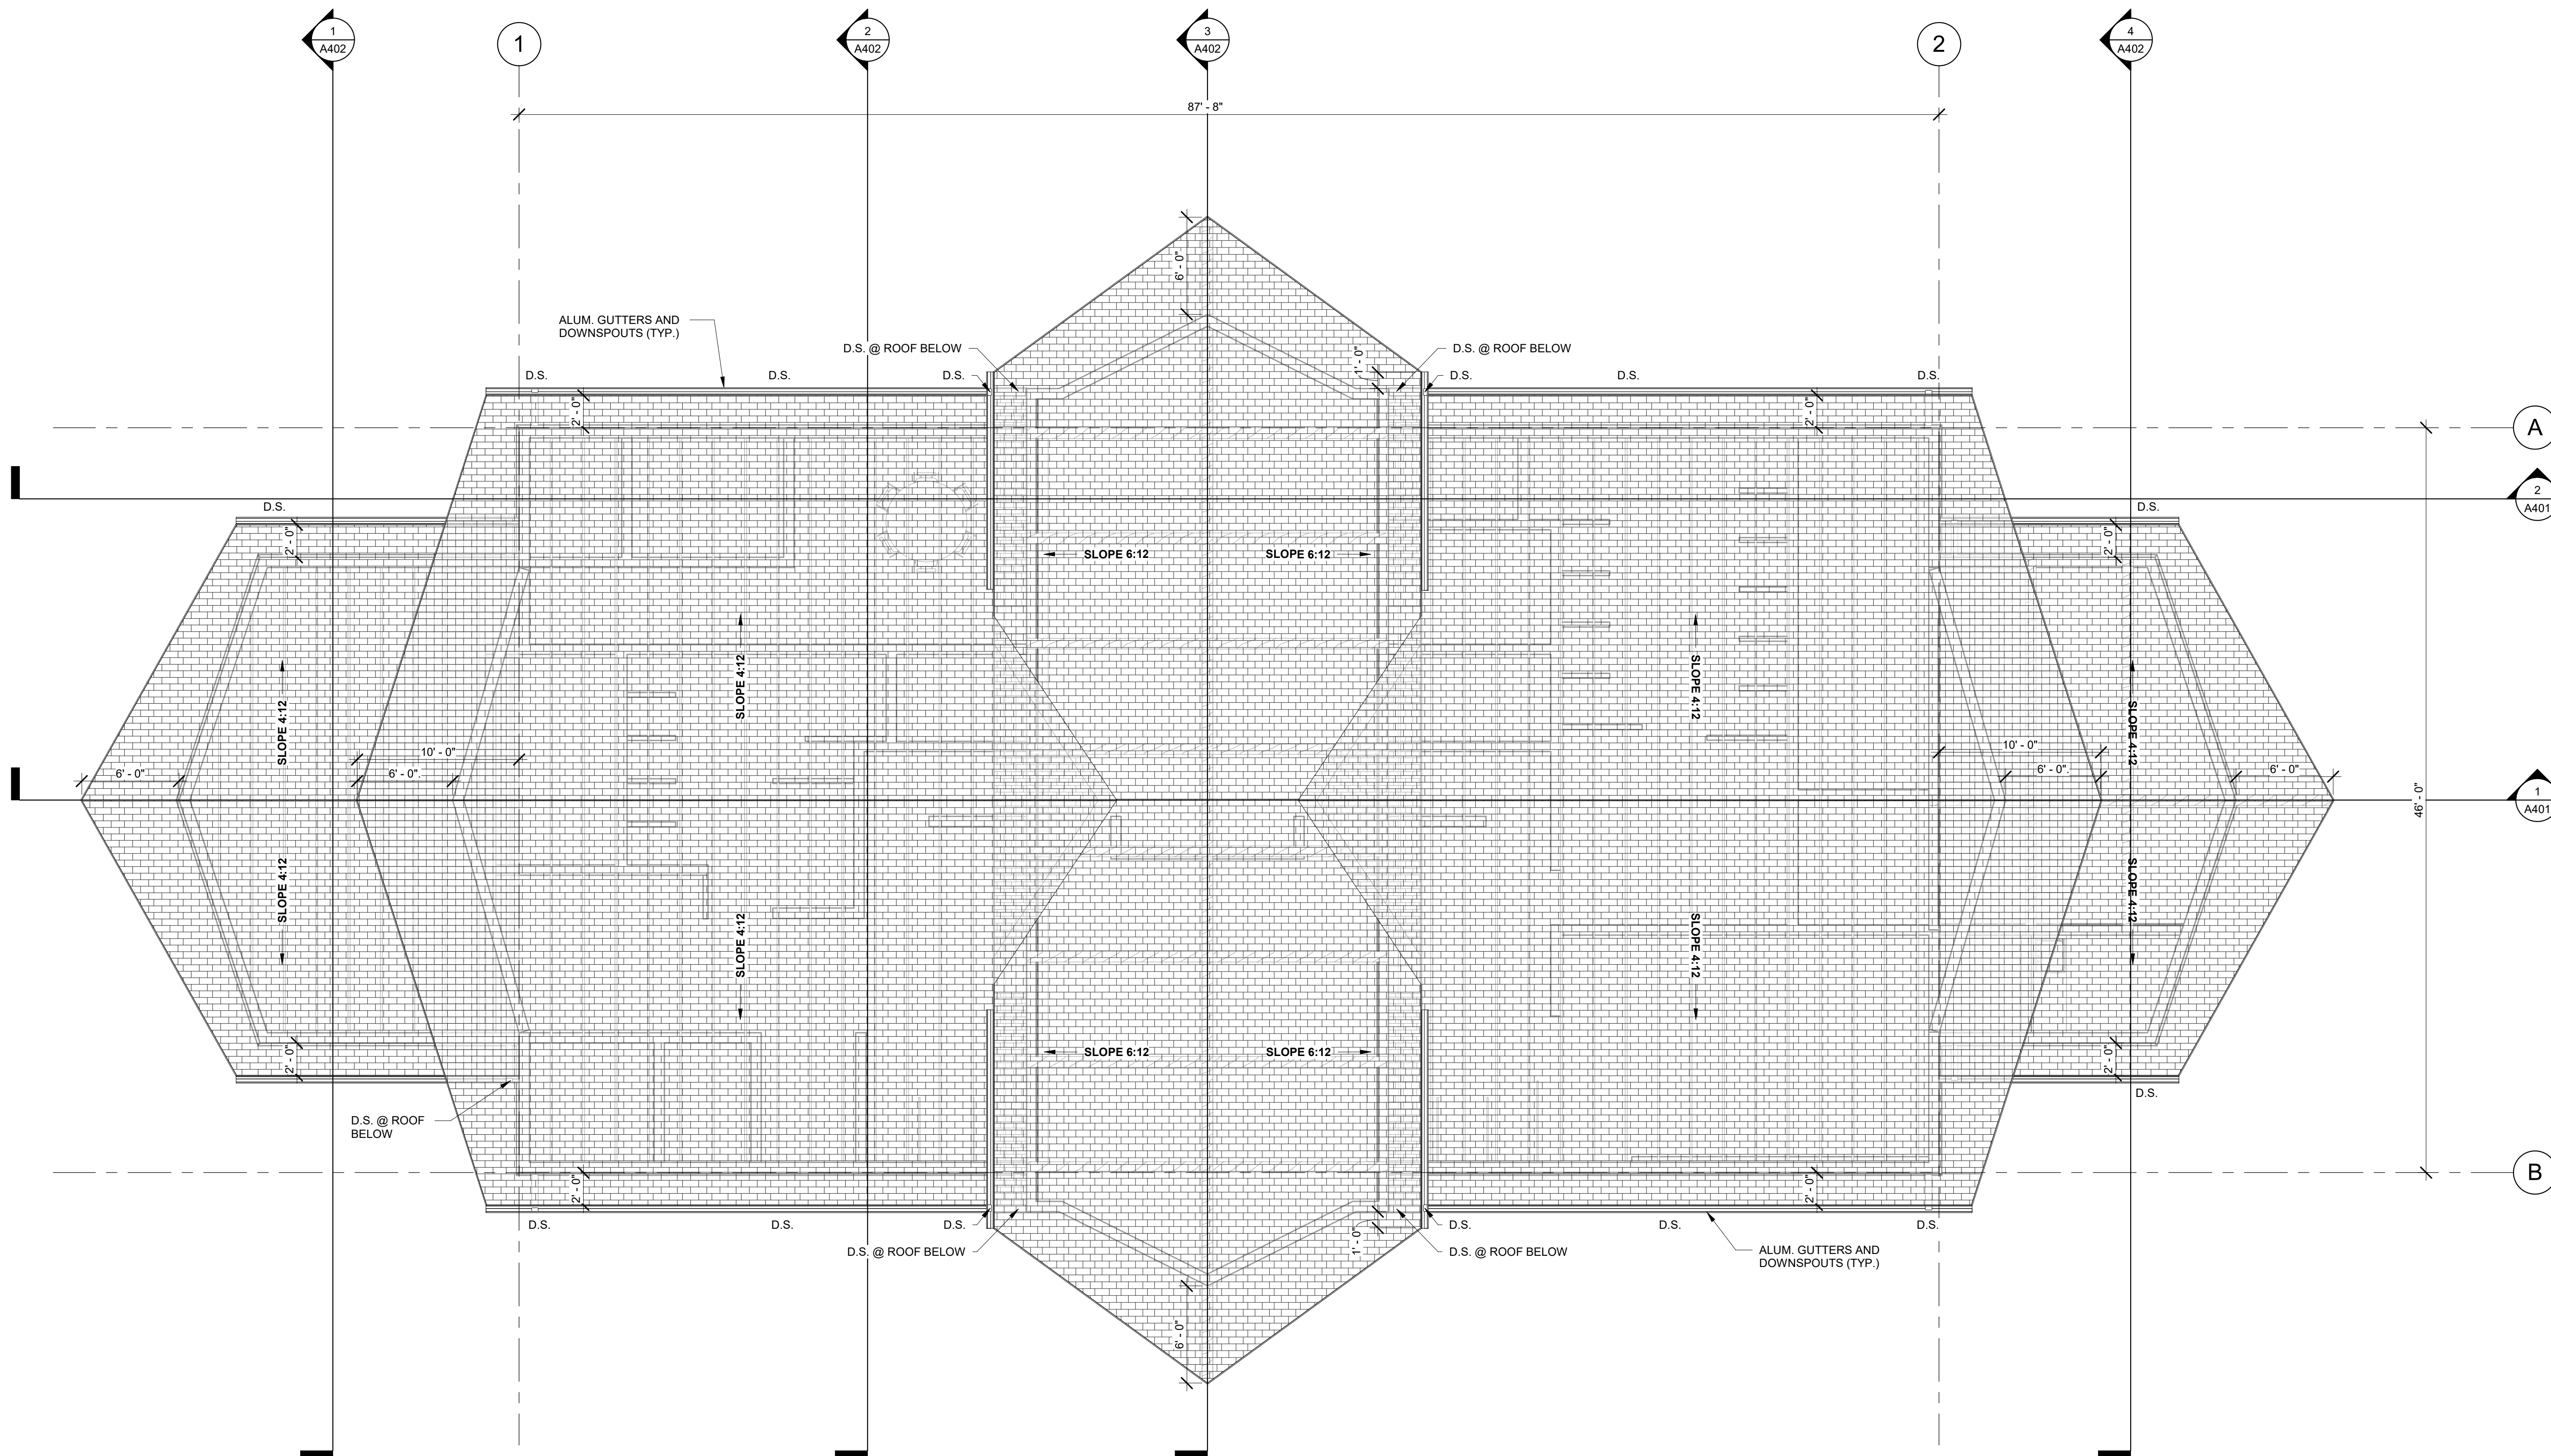 1
A402
1
2
A402
3
A402
2
4
A402
87' - 8"
6' - 0"
ALUM. GUTTERS AND
DOWNSPOUTS (TYP.)
D.S. @ ROOF BELOW
D.S. @ ROOF BELOW
1' - 0"
D.S.
D.S.
D.S.
D.S.
D.S.
D.S.
2' - 0"
2' - 0"
A
2
A401
D.S.
D.S.
2' - 0"
2' - 0"
SLOPE 6:12
SLOPE 6:12
SLOPE 4:12
SLOPE 4:12
SLOPE 4:12
SLOPE 4:12
10' - 0"
10' - 0"
6' - 0"
6' - 0".
6' - 0".
6' - 0"
46' - 0"
1
A401
SLOPE 4:12
SLOPE 4:12
SLOPE 4:12
SLOPE 4:12
SLOPE 6:12
SLOPE 6:12
2' - 0"
2' - 0"
D.S.
D.S. @ ROOF
BELOW
B
2' - 0"
2' - 0"
D.S.
D.S.
D.S.
D.S.
D.S.
D.S.
1' - 0"
D.S. @ ROOF BELOW
D.S. @ ROOF BELOW
ALUM. GUTTERS AND
DOWNSPOUTS (TYP.)
6' - 0"